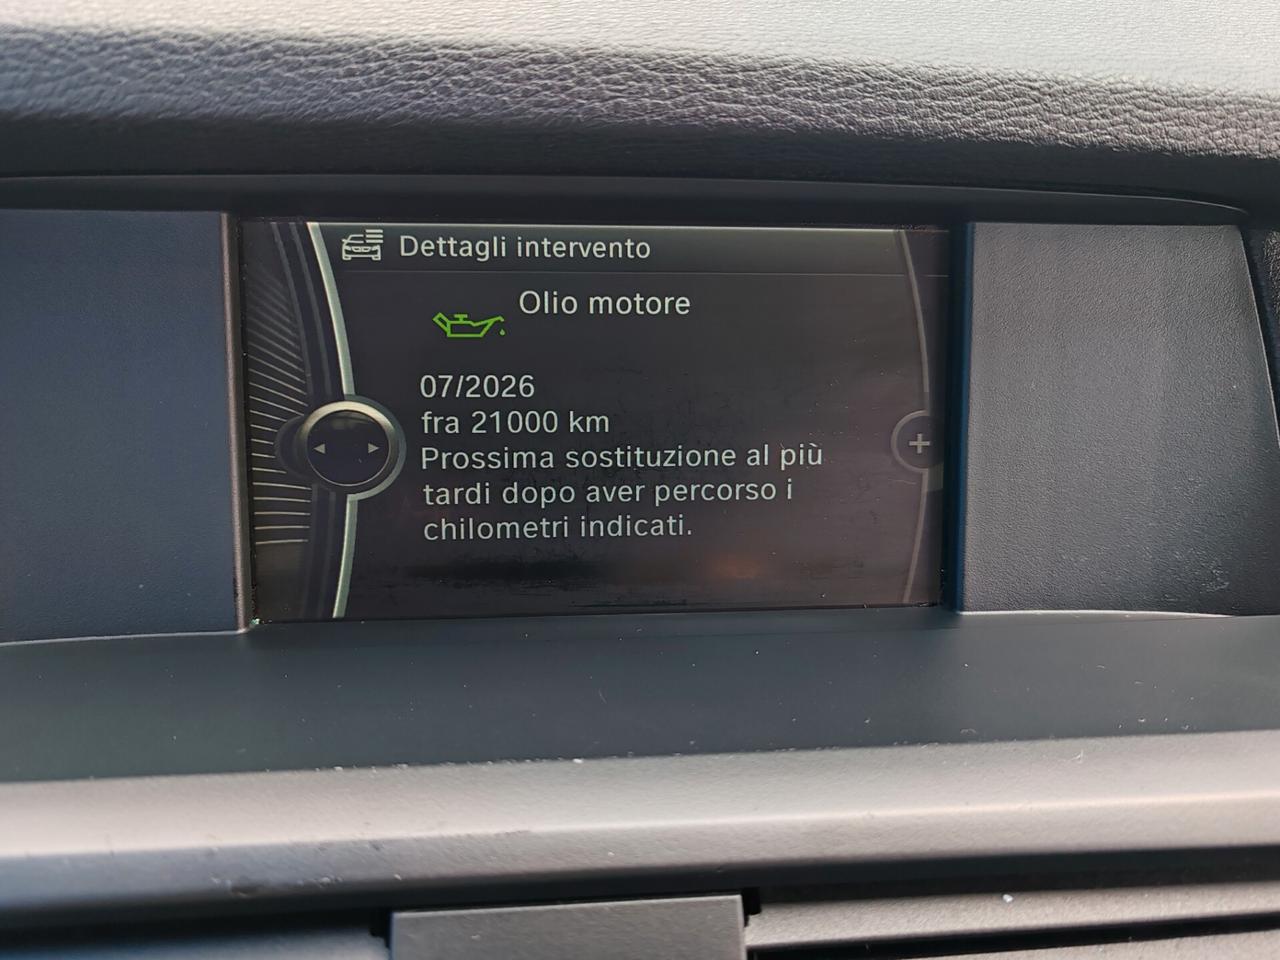 Dettagli intervento
Olio motore
07/2026
fra 21000 km
Prossima sostituzione al più
tardi dopo aver percorso i
chilometri indicati.